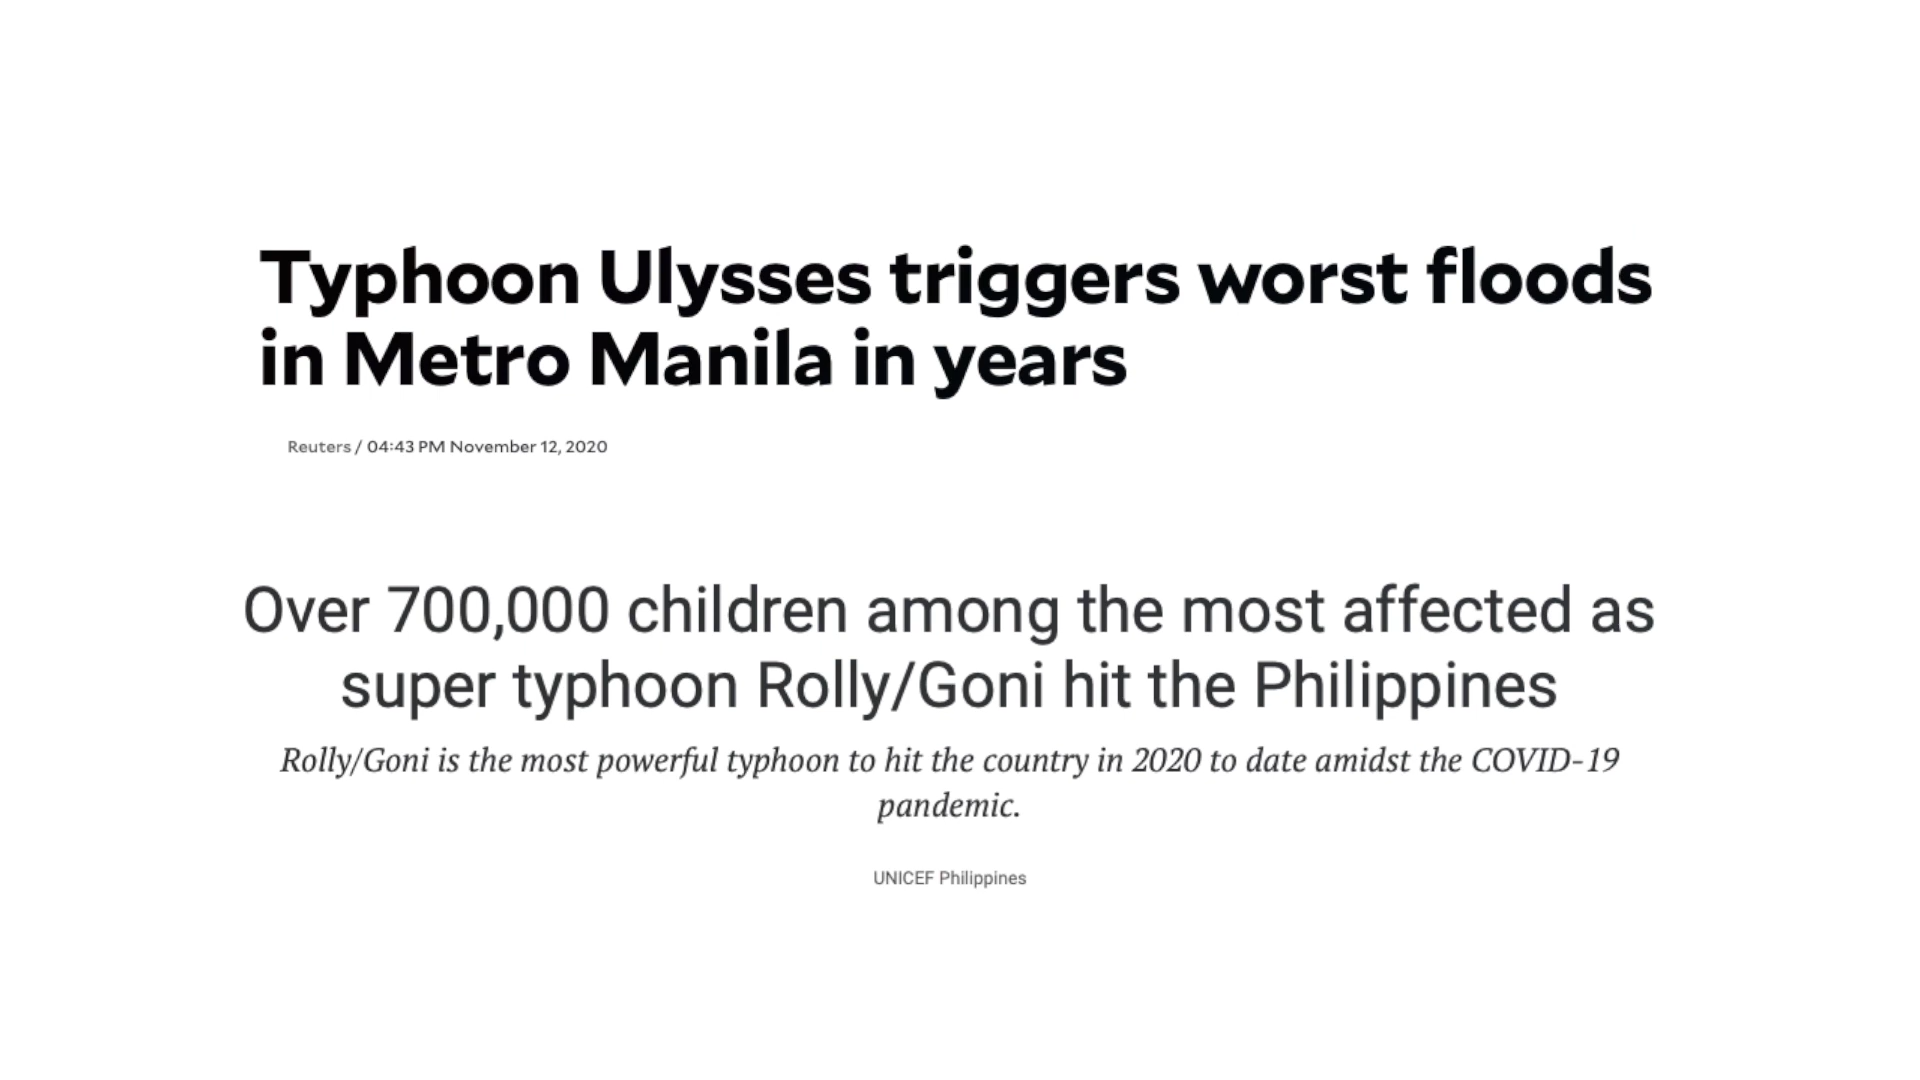 Typhoon Ulysses triggers worst floods
in Metro Manila in years
Reuters / 04:43 PM November 12, 2020
Over 700,000 children among the most affected as
super typhoon Rolly/Goni hit the Philippines
Rolly/Goni is the most powerful typhoon to hit the country in 2020 to date amidst the COVID-19
pandemic.
UNICEF Philippines